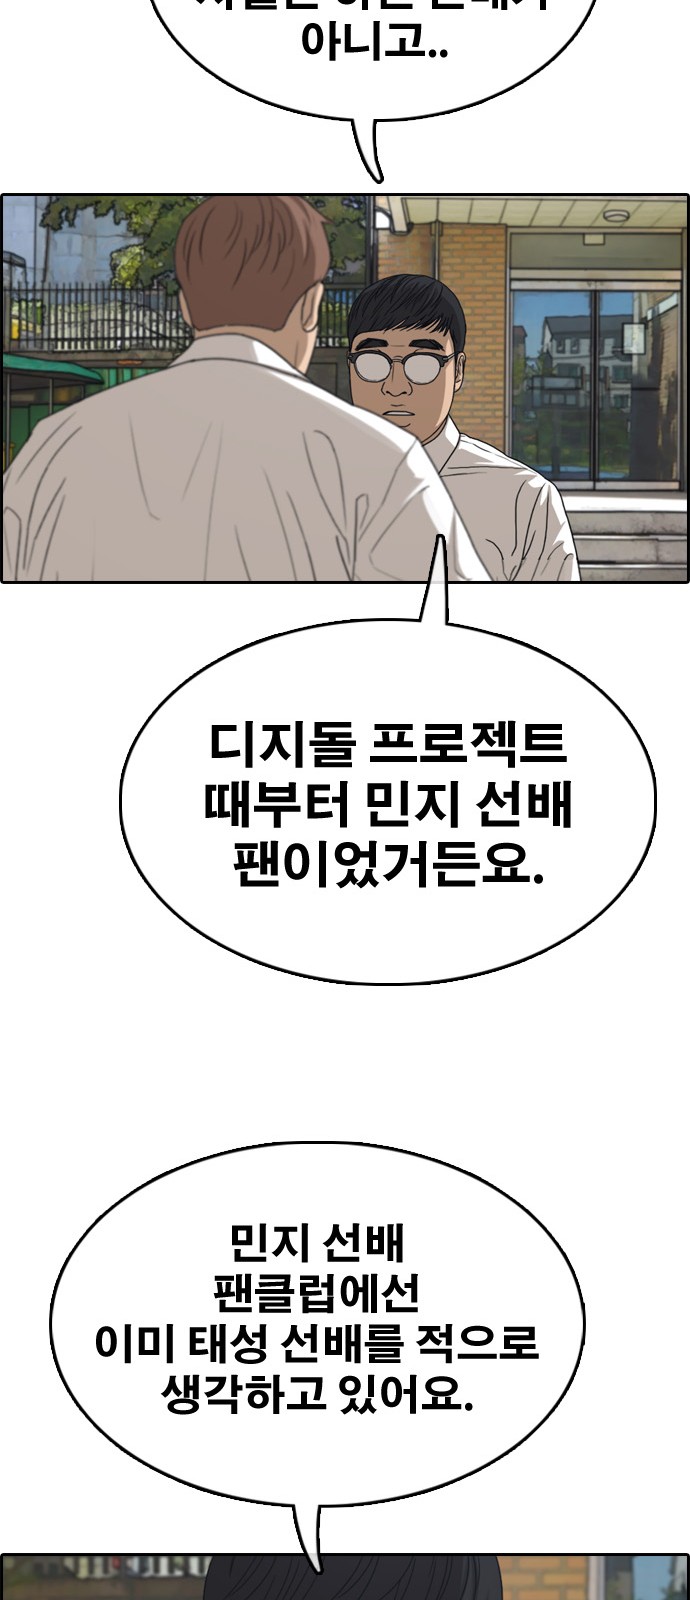 아니고..
디지돌 프로젝트
때부터 민지 선배
팬이었거든요.
민지 선배
팬클럽에선
이미 태성 선배를 적으로
생각하고 있어요.